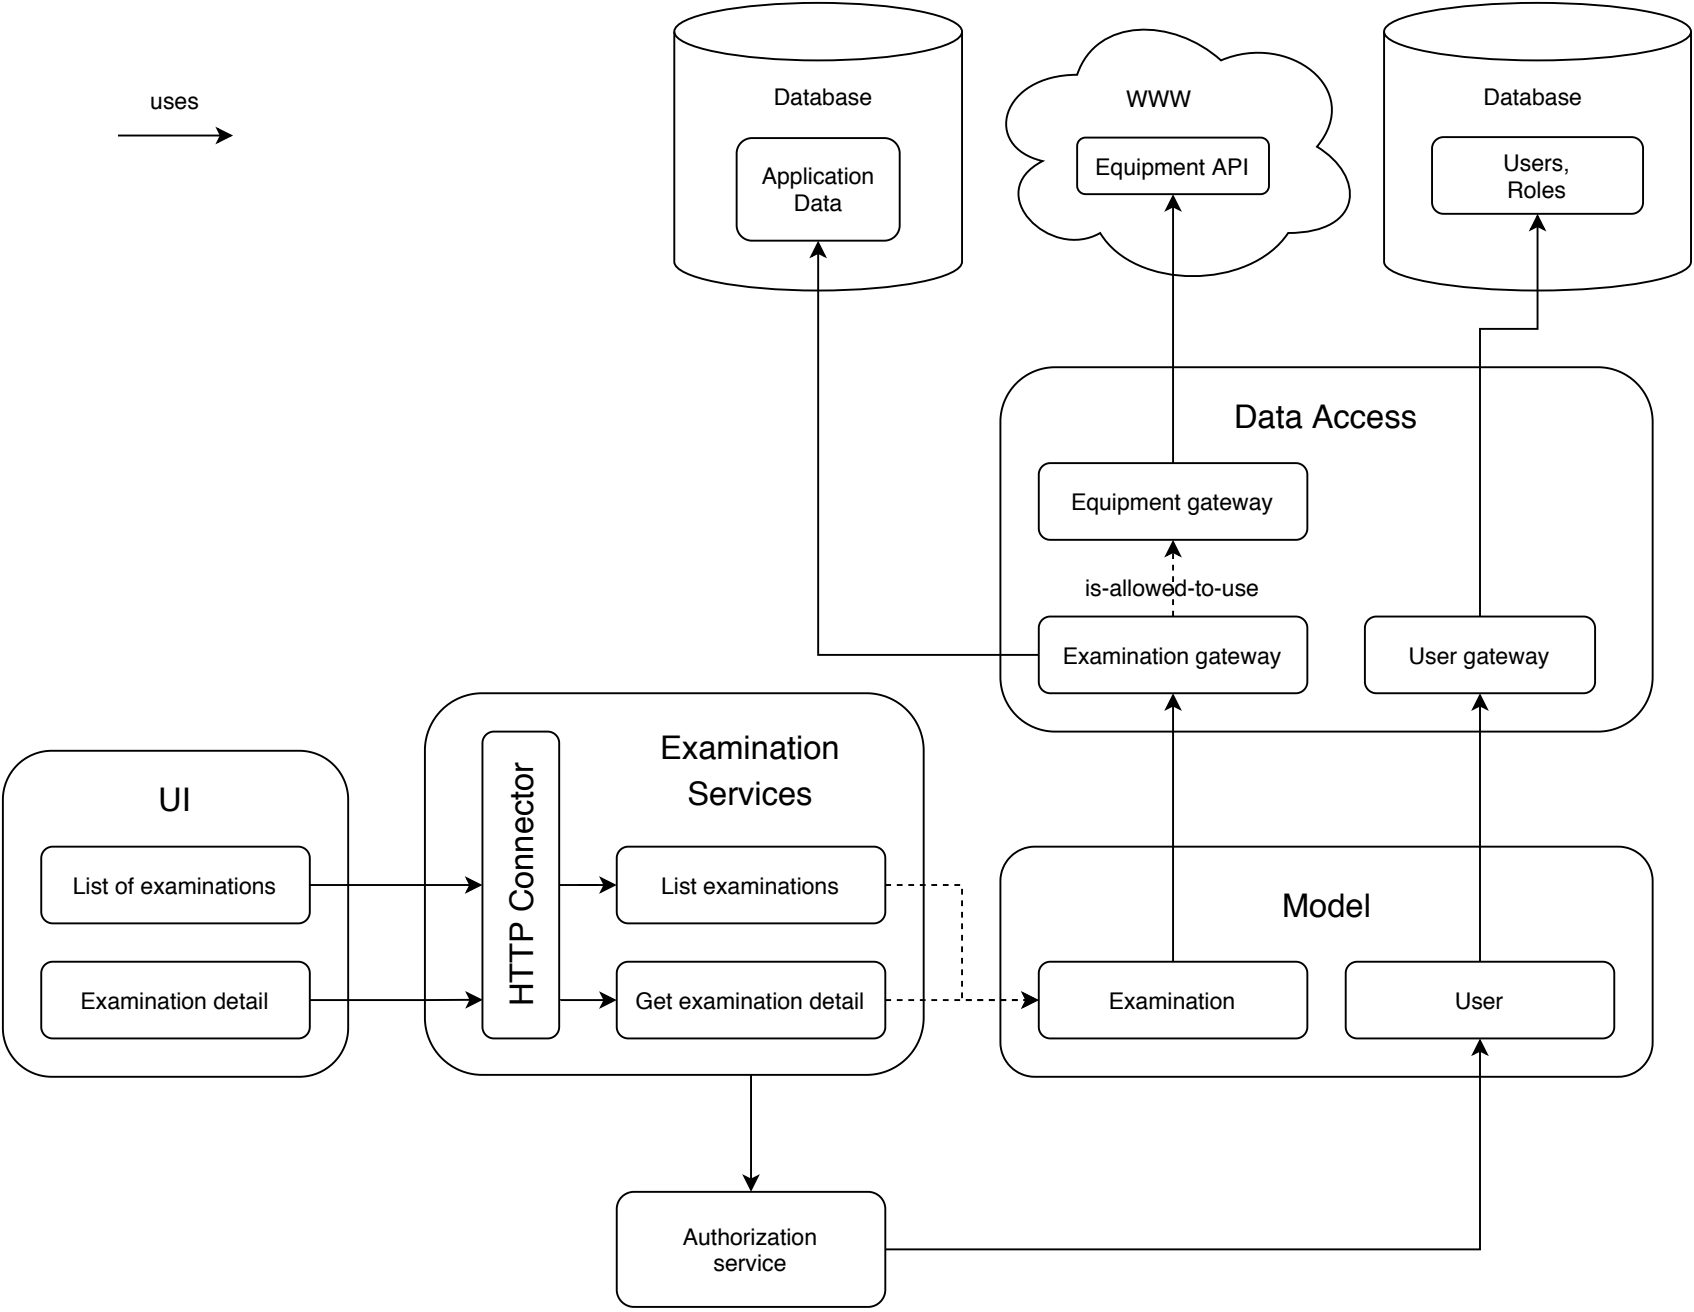 uses
Database
Application
Data
WWW
Equipment API
Database
Users,
Roles
Data Access
Equipment gateway
is-allowed-to-use
Examination gateway
User gateway
UI
List of examinations
Examination detail
HTTP Connector
Examination
Services
List examinations
Get examination detail
Model
Examination
User
Authorization
service